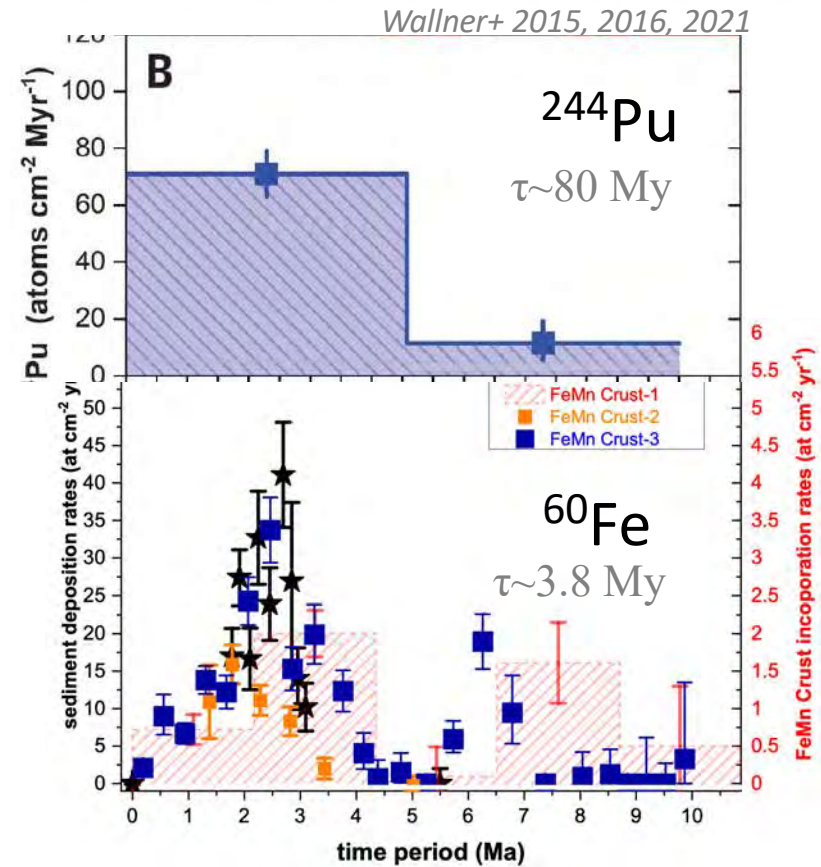 Wallner+ 2015, 2016, 2021
120
B
²⁴⁴Pu
τ~80 My
100
80
60
40
20
0
Pu (atoms cm⁻² Myr⁻¹)
6
5.5
FeMn Crust-1
FeMn Crust-2
FeMn Crust-3
⁶⁰Fe
τ~3.8 My
50
45
40
35
30
25
20
15
10
5
0
sediment deposition rates (at cm⁻² y
5
4.5
4
3.5
3
2.5
2
1.5
1
0.5
0
FeMn Crust incoporation rates (at cm⁻² yr⁻¹)
0 1 2 3 4 5 6 7 8 9 10
time period (Ma)